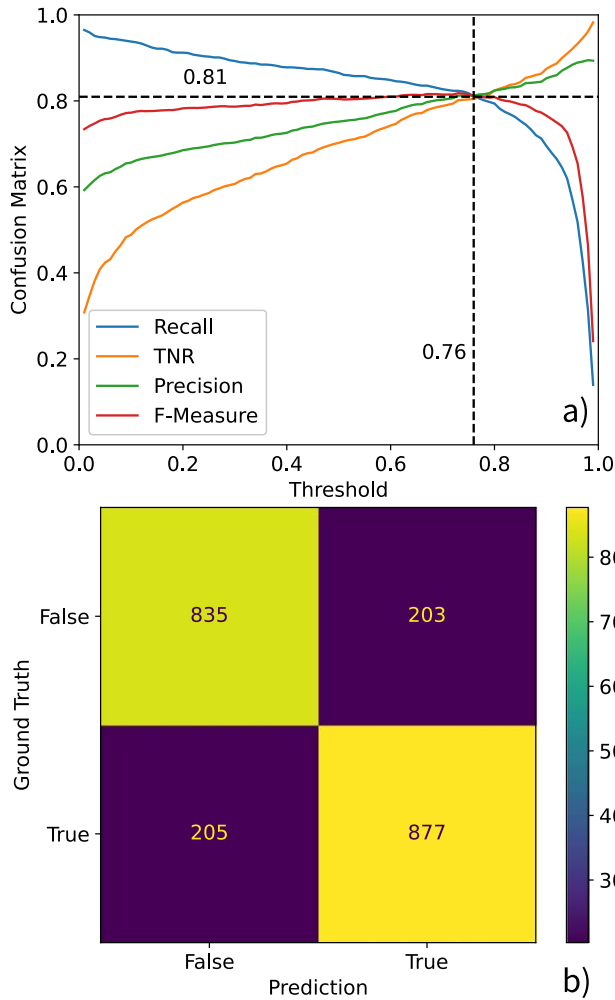 1.0
0.8
0.6
0.4
0.2
0.0
Confusion Matrix
0.81
0.76
Recall
TNR
Precision
F-Measure
a)
0.0 0.2 0.4 0.6 0.8 1.0
Threshold
False
True
Ground Truth
835 203
205 877
False True
Prediction
b)